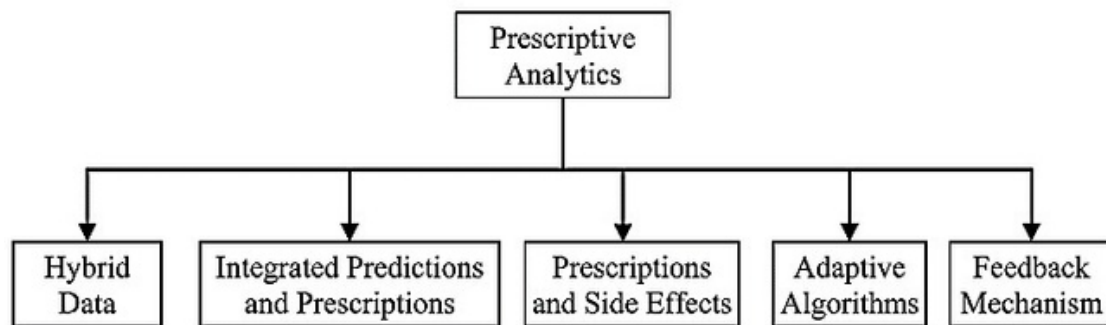 Prescriptive
Analytics
Hybrid
Data
Integrated Predictions
and Prescriptions
Prescriptions
and Side Effects
Adaptive
Algorithms
Feedback
Mechanism